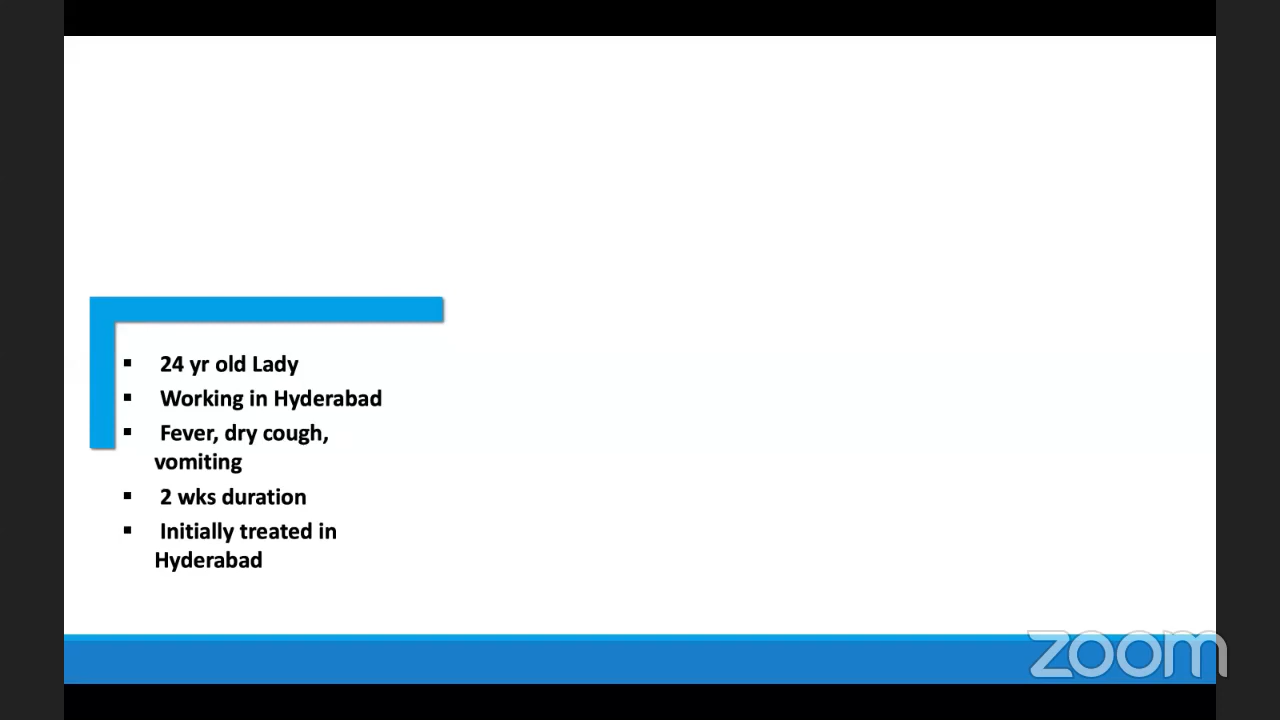 ▪ 24 yr old Lady
▪ Working in Hyderabad
▪ Fever, dry cough,
vomiting
▪ 2 wks duration
▪ Initially treated in
Hyderabad
zoom